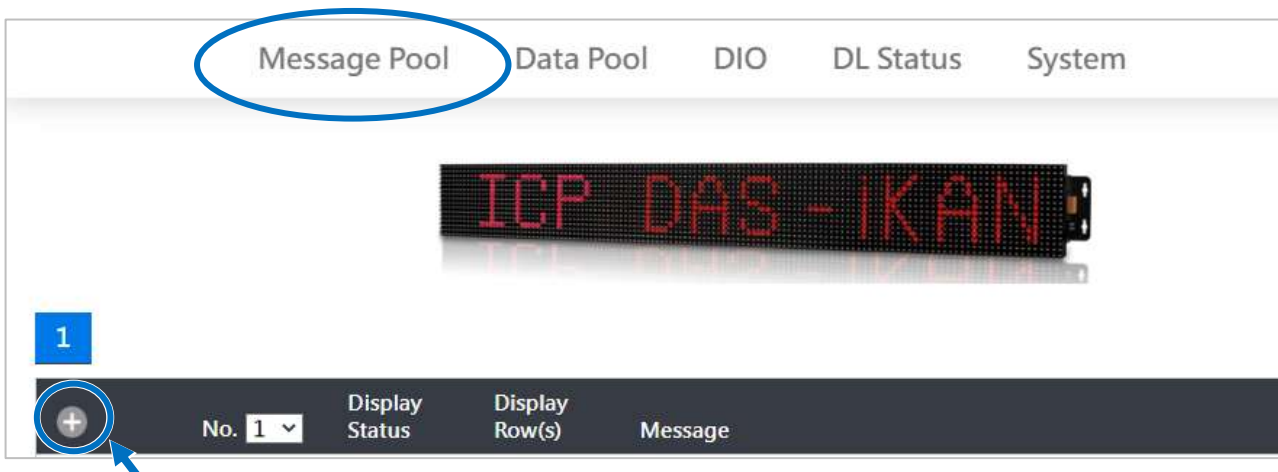 Message Pool Data Pool DIO DL Status System
ICP DAS - iKAN
1
No. 1 Display Status Display Row(s) Message